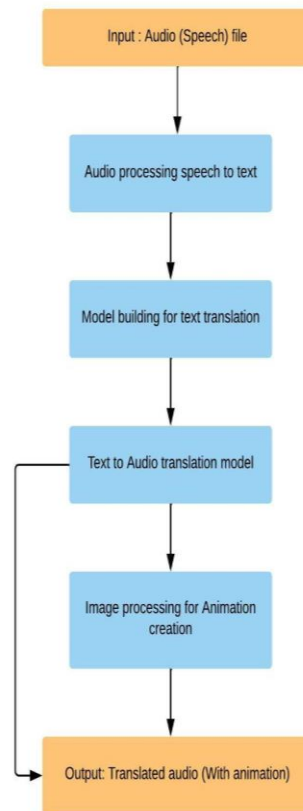 Input : Audio (Speech) file
Audio processing speech to text
Model building for text translation
Text to Audio translation model
Image processing for Animation
creation
Output: Translated audio (With animation)